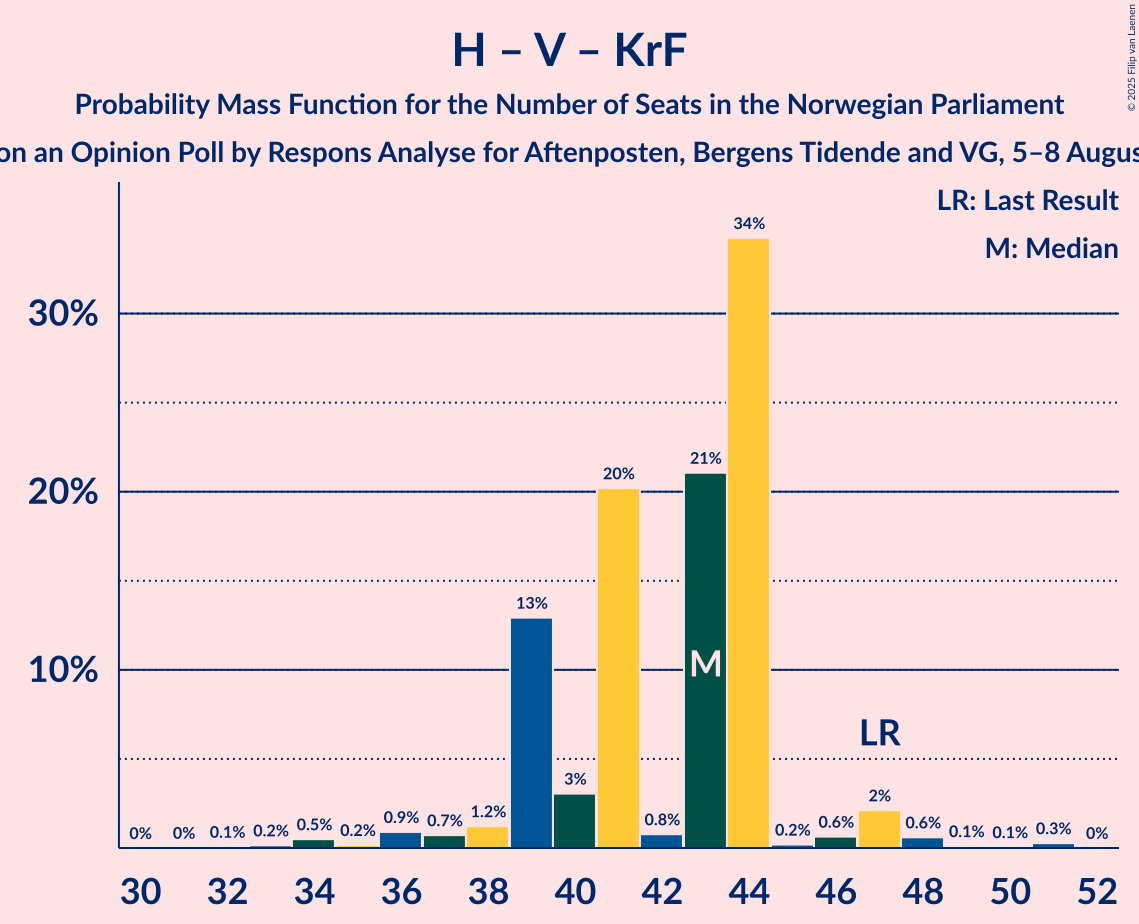 H – V – KrF
© 2025 Filip van Laenen
Probability Mass Function for the Number of Seats in the Norwegian Parliament
on an Opinion Poll by Respons Analyse for Aftenposten, Bergens Tidende and VG, 5–8
LR: Last Result
M: Median
34%
30%
21%
20%
20%
13%
M
10%
LR
3%
2%
1.2%
0% 0% 0.1% 0.2% 0.5% 0.2% 0.9% 0.7% 0.8% 0.2% 0.6% 0.6% 0.1% 0.1% 0.3% 0%
30 32 34 36 38 40 42 44 46 48 50 52